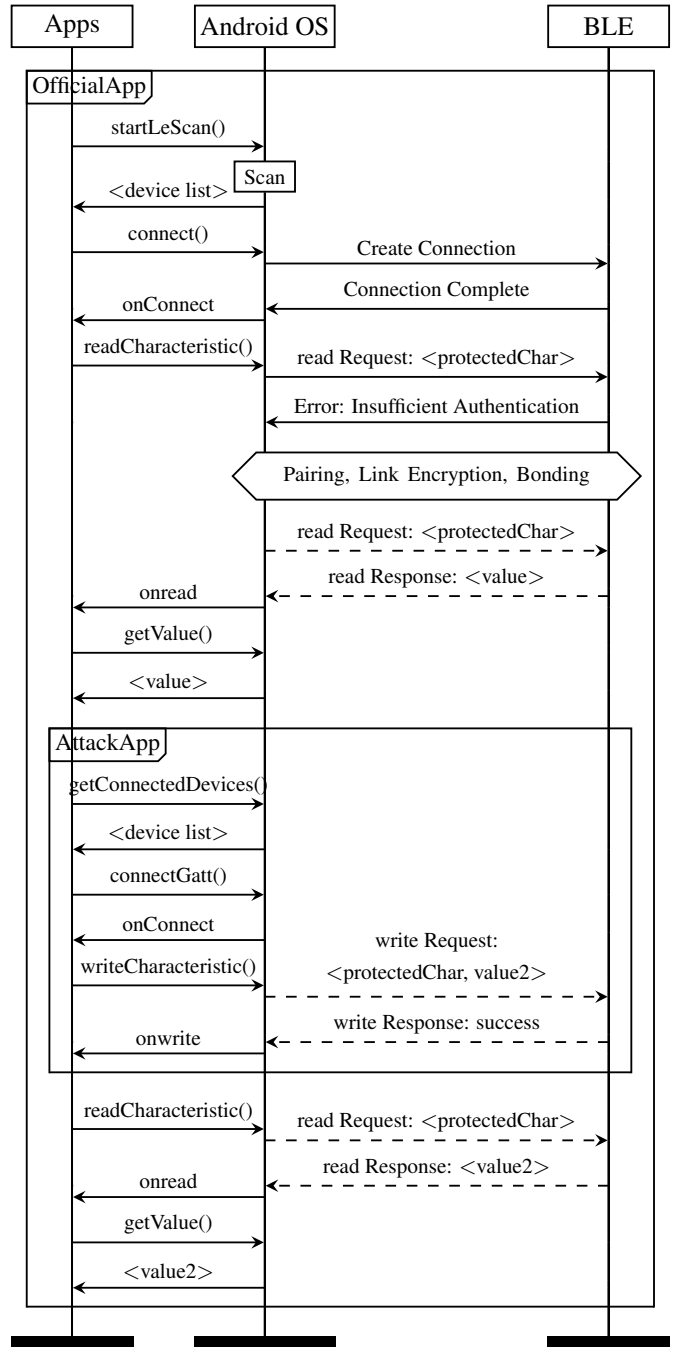 Apps
Android OS
BLE
OfficialApp
startLeScan()
Scan
<device list>
connect()
Create Connection
Connection Complete
onConnect
readCharacteristic()
read Request: <protectedChar>
Error: Insufficient Authentication
Pairing, Link Encryption, Bonding
read Request: <protectedChar>
read Response: <value>
onread
getValue()
<value>
AttackApp
getConnectedDevices()
<device list>
connectGatt()
onConnect
write Request:
writeCharacteristic()
<protectedChar, value2>
write Response: success
onwrite
readCharacteristic()
read Request: <protectedChar>
read Response: <value2>
onread
getValue()
<value2>